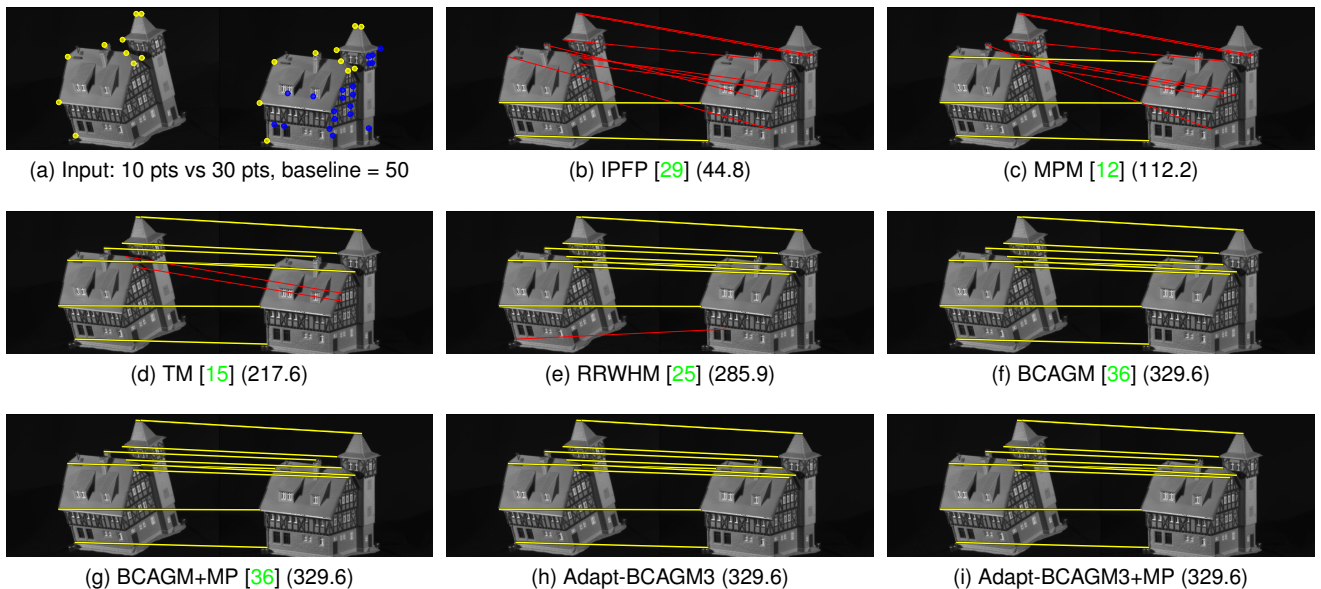 (a) Input: 10 pts vs 30 pts, baseline = 50
(b) IPFP [29] (44.8)
(c) MPM [12] (112.2)
(d) TM [15] (217.6)
(e) RRWHM [25] (285.9)
(f) BCAGM [36] (329.6)
(g) BCAGM+MP [36] (329.6)
(h) Adapt-BCAGM3 (329.6)
(i) Adapt-BCAGM3+MP (329.6)